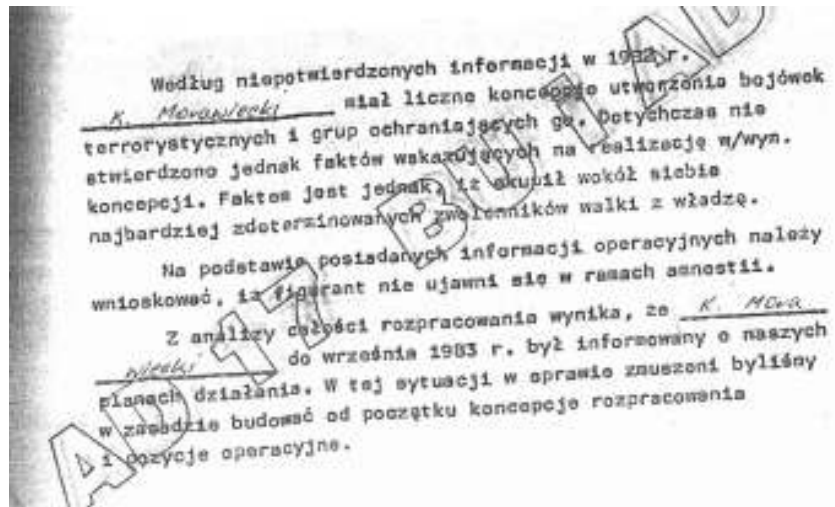 Według niepotwierdzonych informacji w 1982 r.
K. Morawiecki miał liczne koncepcje utworzenia bojówek
terrorystycznych i grup ochraniających go. Dotychczas nie
stwierdzono jednak faktów wskazujących na realizację w/wym.
koncepcji. Faktem jest jednak, iż skupił wokół siebie
najbardziej zdeterminowanych zwolenników walki z władzę.
Na podstawie posiadanych informacji operacyjnych należy
wnioskować, iż figurant nie ujawni się w ramach amnestii.
Z analizy całości rozpracowania wynika, że K. Mora
wiecki do września 1983 r. był informowany o naszych
planach działania. W tej sytuacji w sprawie zmuszeni byliśmy
w zasadzie budować od początku koncepcje rozpracowania
i pozycje operacyjne.